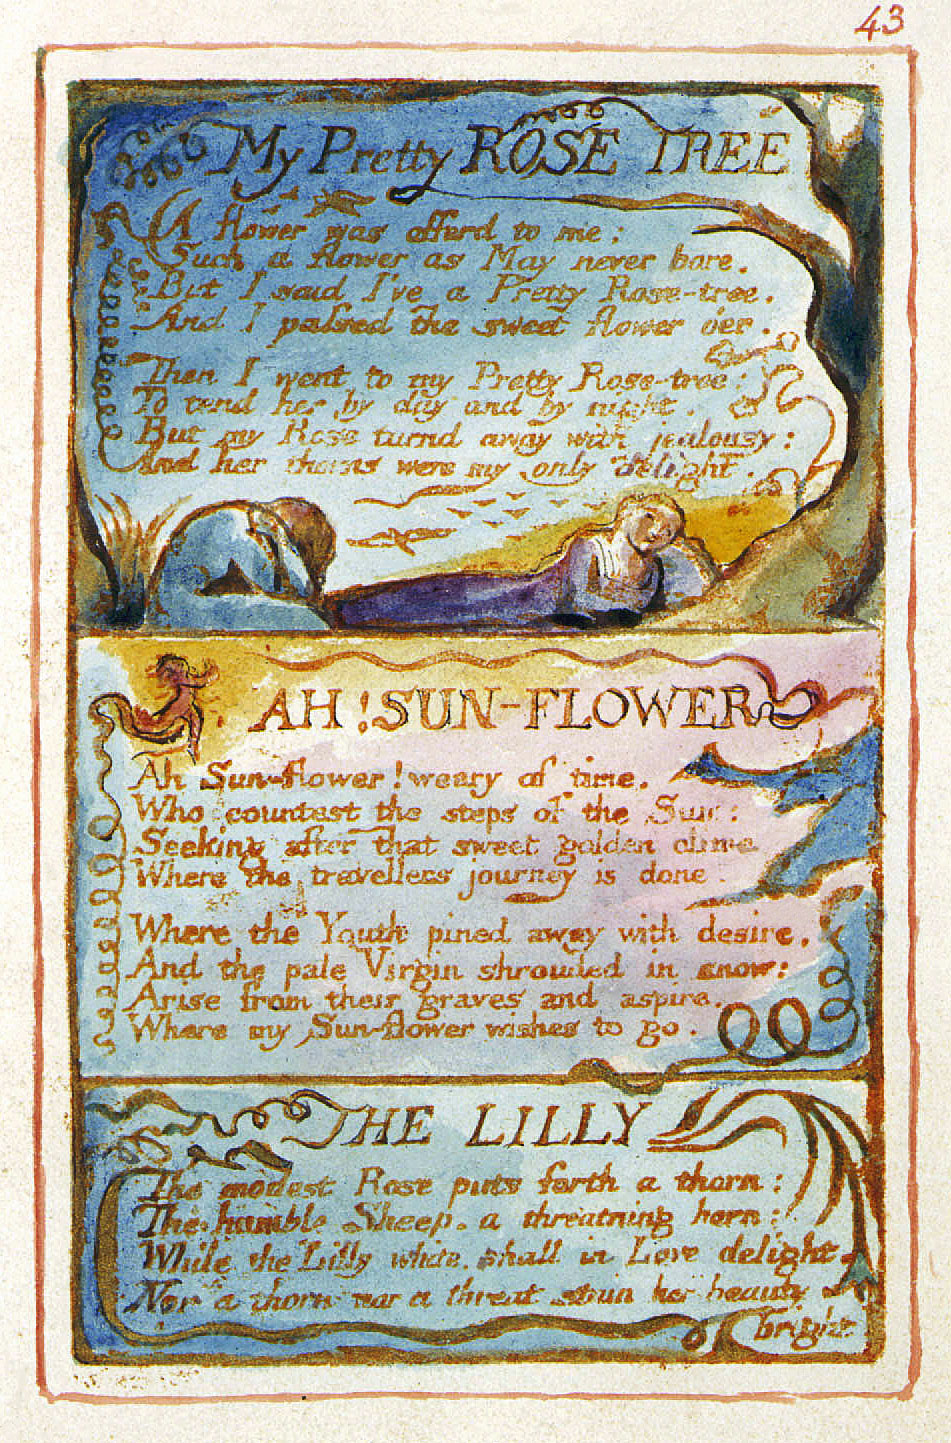 43
My Pretty ROSE TREE
A flower was offerd to me:
Such a flower as May never bore.
But I said I've a Pretty Rose-tree.
And I passed the sweet flower o'er.
Then I went to my Pretty Rose-tree:
To tend her by day and by night.
But my Rose turnd away with jealousy:
And her thorns were my only delight.
AH! SUN-FLOWER
Ah Sun-flower! weary of time.
Who countest the steps of the Sun:
Seeking after that sweet golden clime
Where the travellers journey is done.
Where the Youth pined away with desire,
And the pale Virgin shrouded in snow:
Arise from their graves and aspire.
Where my Sun-flower wishes to go.
THE LILLY
The modest Rose puts forth a thorn:
The humble Sheep. a threatning horn:
While the Lilly white, shall in Love delight,
Nor a thorn nor a threat stain her beauty
bright